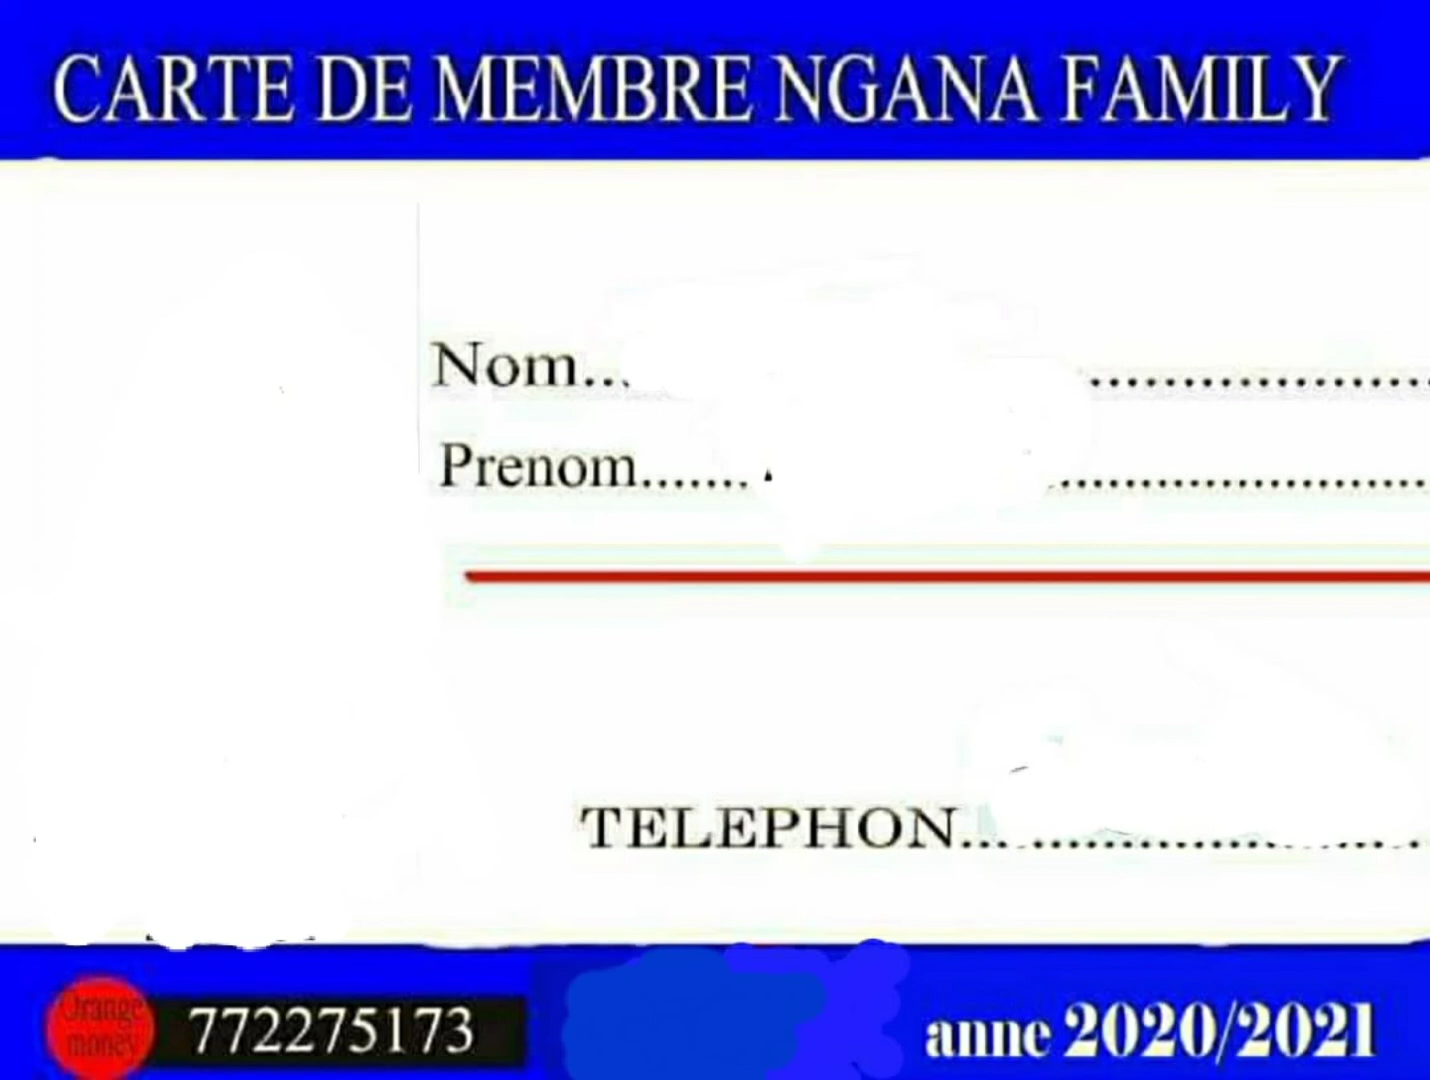 CARTE DE MEMBRE NGANA FAMILY
Nom.....................
Prenom..............................
TELEPHON..............................
Orange
money
772275173
anne 2020/2021